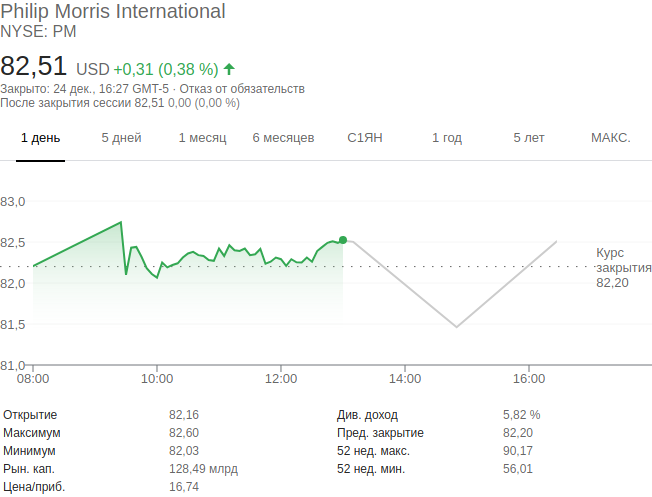 Philip Morris International
NYSE: PM
82,51 USD +0,31 (0,38 %)
Закрыто: 24 дек., 16:27 GMT-5 · Отказ от обязательств
После закрытия сессии 82,51 0,00 (0,00 %)
1 день 5 дней 1 месяц 6 месяцев С1ЯН 1 год 5 лет МАКС.
83,0
82,5
82,0
81,5
81,0
Курс
закрытия
82,20
08:00 10:00 12:00 14:00 16:00
Открытие 82,16 Див. доход 5,82 %
Максимум 82,60 Пред. закрытие 82,20
Минимум 82,03 52 нед. макс. 90,17
Рын. кап. 128,49 млрд 52 нед. мин. 56,01
Цена/приб. 16,74